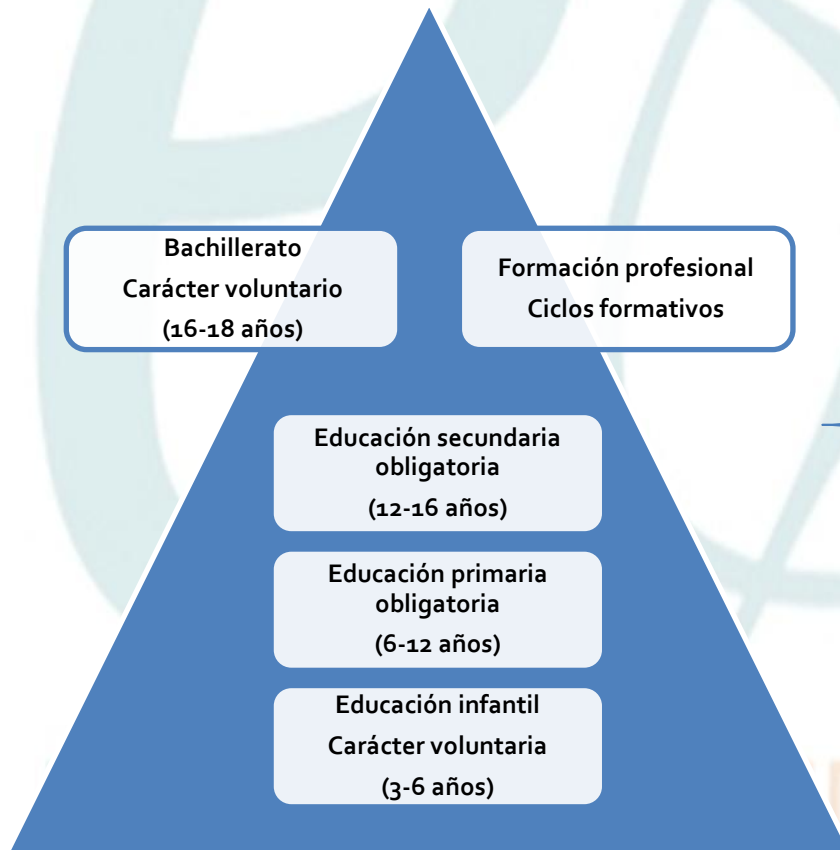 Bachillerato
Carácter voluntario
(16-18 años)
Formación profesional
Ciclos formativos
Educación secundaria
obligatoria
(12-16 años)
Educación primaria
obligatoria
(6-12 años)
Educación infantil
Carácter voluntaria
(3-6 años)